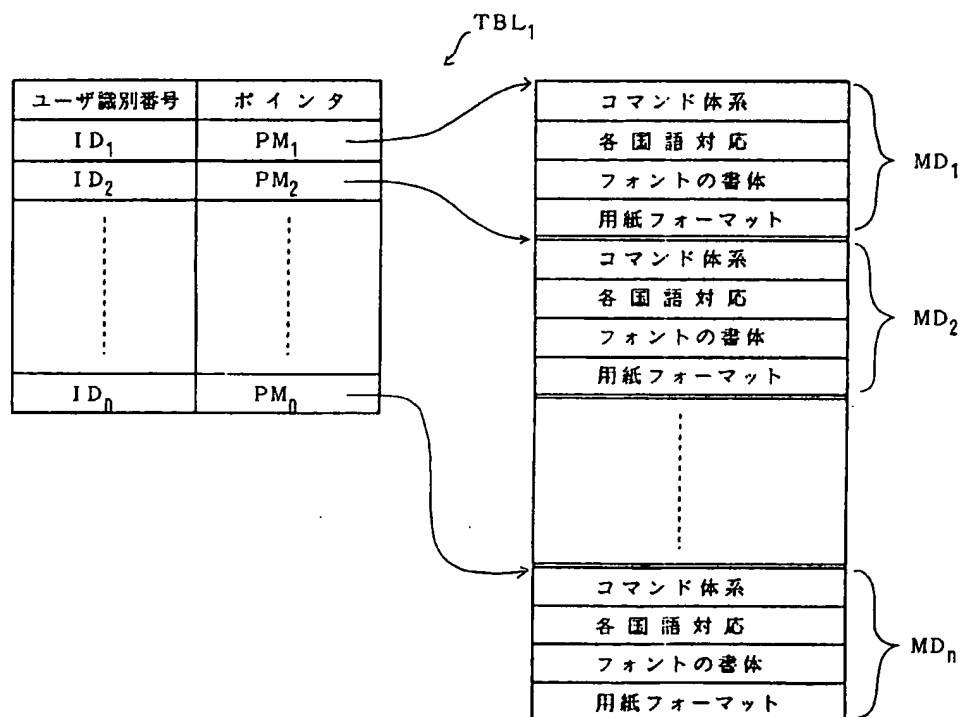 TBL1
ユーザ識別番号 ポインタ
ID1 PM1
ID2 PM2
IDn PMn
コマンド体系
各国語対応
フォントの書体
用紙フォーマット
MD1
コマンド体系
各国語対応
フォントの書体
用紙フォーマット
MD2
コマンド体系
各国語対応
フォントの書体
用紙フォーマット
MDn